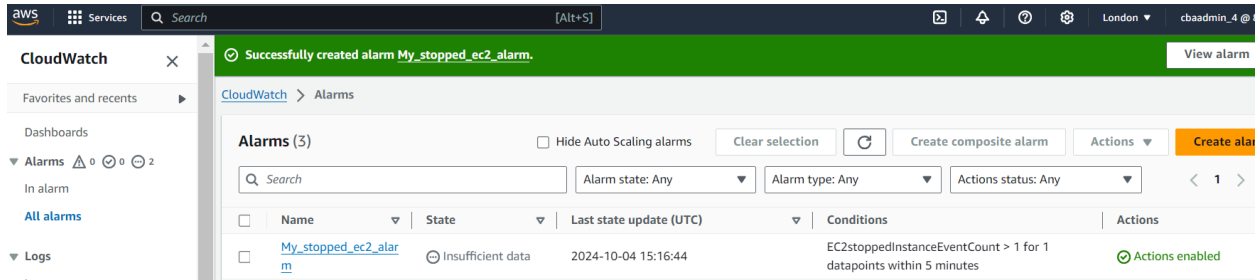 aws Services Search [Alt+S] London ▼ cbaadmin_4 @
CloudWatch
Successfully created alarm My_stopped_ec2_alarm.
View alarm
Favorites and recents
CloudWatch > Alarms
Dashboards
Alarms 0 0 2
In alarm
All alarms
Logs
Alarms (3)
Hide Auto Scaling alarms
Clear selection
Create composite alarm
Actions ▼
Search
Alarm state: Any
Alarm type: Any
Actions status: Any
< 1 >
Name State Last state update (UTC) Conditions Actions
My_stopped_ec2_alar
m
Insufficient data
2024-10-04 15:16:44
EC2stoppedInstanceEventCount > 1 for 1
datapoints within 5 minutes
Actions enabled